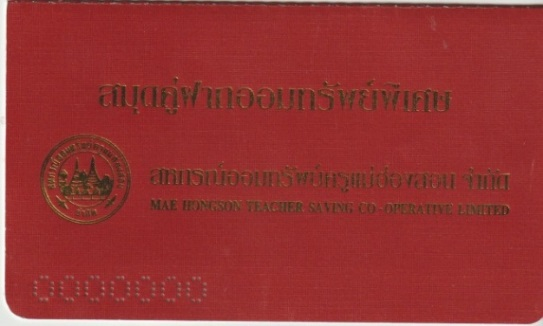 สมุดคู่ฝากออมทรัพย์พิเศษ
สหกรณ์ออมทรัพย์ครูแม่ฮ่องสอน จำกัด
MAE HONGSON TEACHER SAVING CO-OPERATIVE LIMITED
0000000